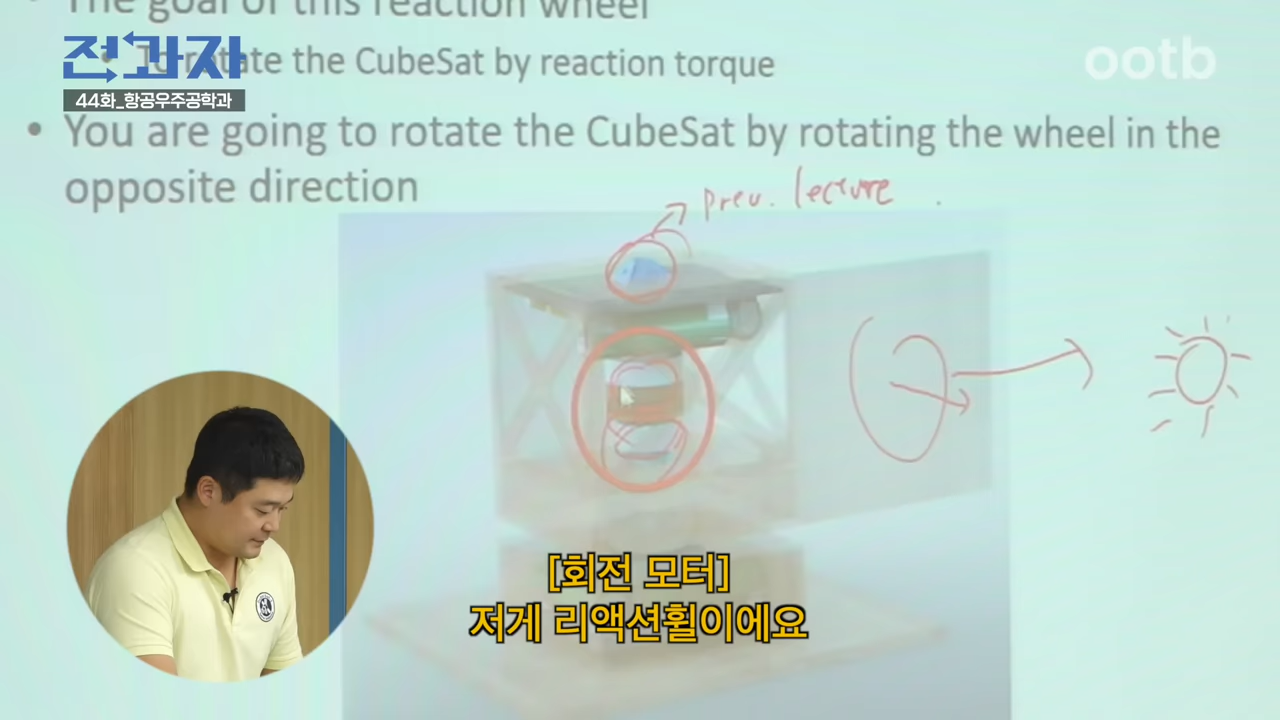 The goal of this reaction wheel
전과자
ootb
To rotate the CubeSat by reaction torque
44화_항공우주공학과
You are going to rotate the CubeSat by rotating the wheel in the
opposite direction
prev. lecture
[회전 모터]
저게 리액션휠이에요